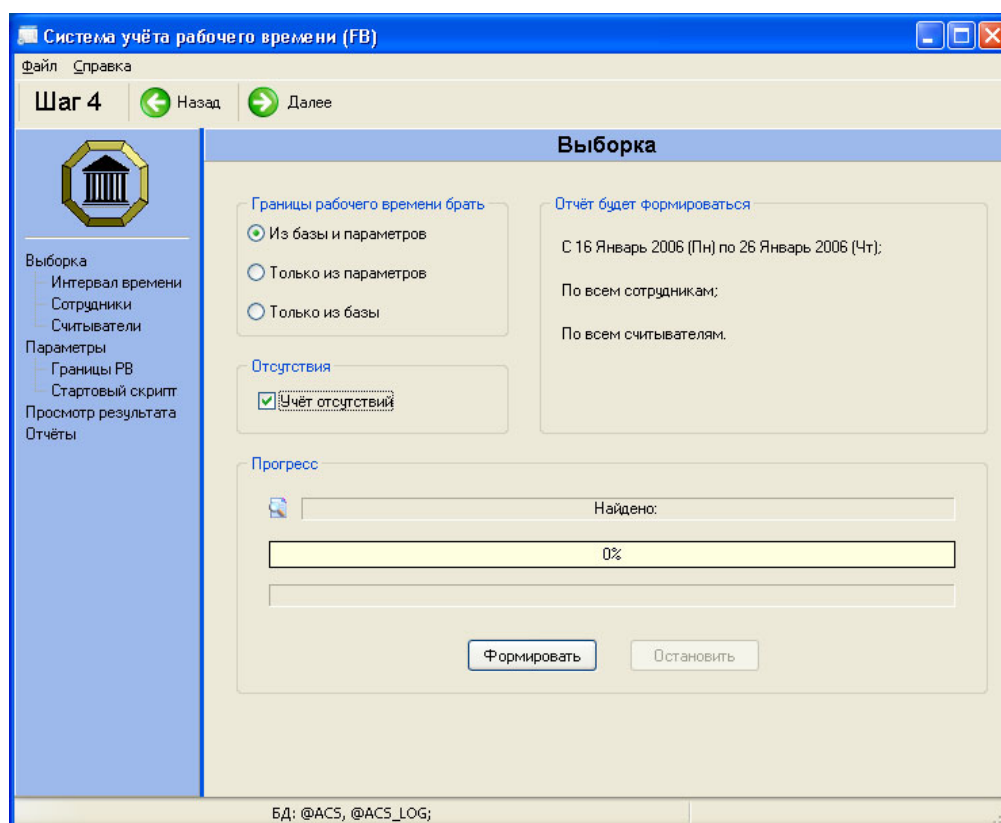 Система учёта рабочего времени (FB)
Файл Справка
Шаг 4 Назад Далее
Выборка
Интервал времени
Сотрудники
Считыватели
Параметры
Границы РВ
Стартовый скрипт
Просмотр результата
Отчёты
Выборка
Границы рабочего времени брать
Из базы и параметров
Только из параметров
Только из базы
Отсутствия
Учёт отсутствий
Отчёт будет формироваться
С 16 Январь 2006 (Пн) по 26 Январь 2006 (Чт);
По всем сотрудникам;
По всем считывателям.
Прогресс
Найдено:
0%
Формировать Остановить
БД: @ACS, @ACS_LOG;